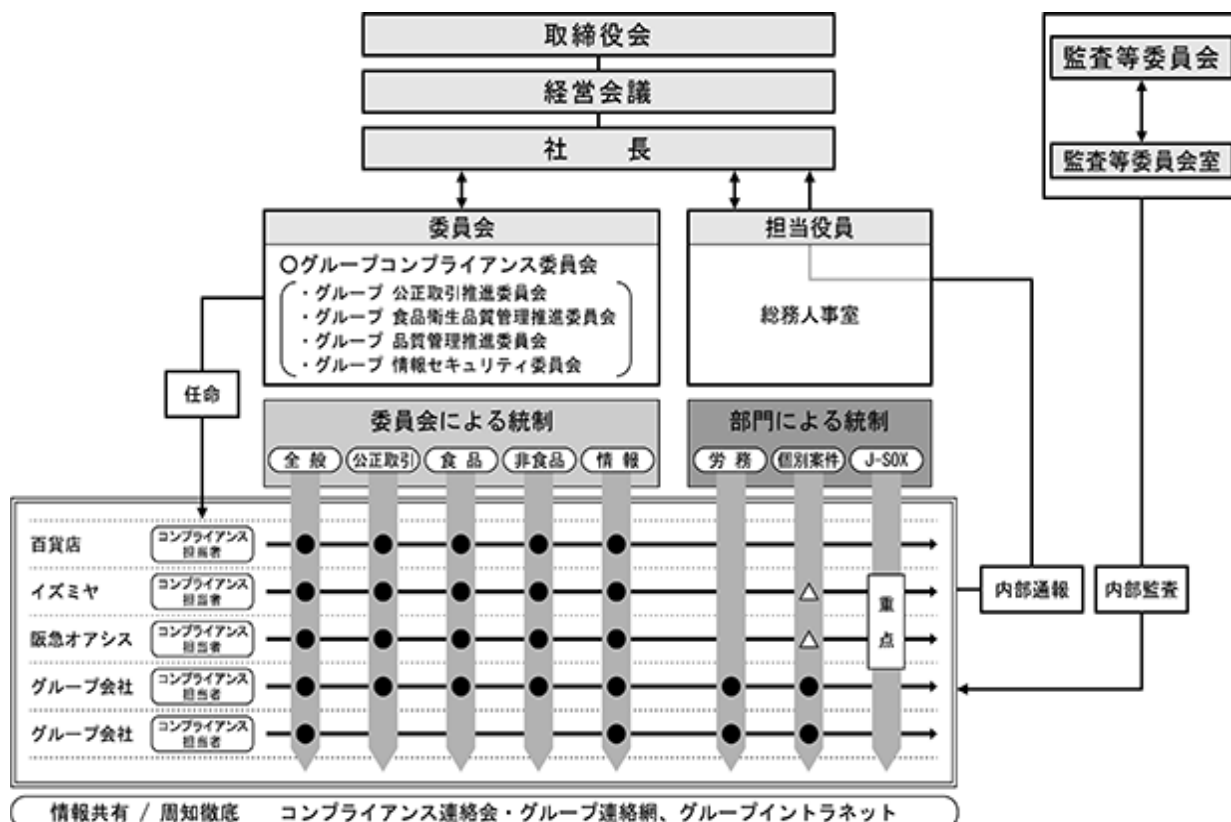 取締役会
経営会議
社　長
監査等委員会
監査等委員会室
委員会
〇グループコンプライアンス委員会
・グループ 公正取引推進委員会
・グループ 食品衛生品質管理推進委員会
・グループ 品質管理推進委員会
・グループ 情報セキュリティ委員会
担当役員
総務人事室
任命
委員会による統制
全 般
公正取引
食 品
非食品
情 報
部門による統制
労 務
個別案件
J-SOX
百貨店
コンプライアンス
担当者
イズミヤ
コンプライアンス
担当者
阪急オアシス
コンプライアンス
担当者
グループ会社
コンプライアンス
担当者
グループ会社
コンプライアンス
担当者
重
点
内部通報
内部監査
情報共有 / 周知徹底　コンプライアンス連絡会・グループ連絡網、グループイントラネット